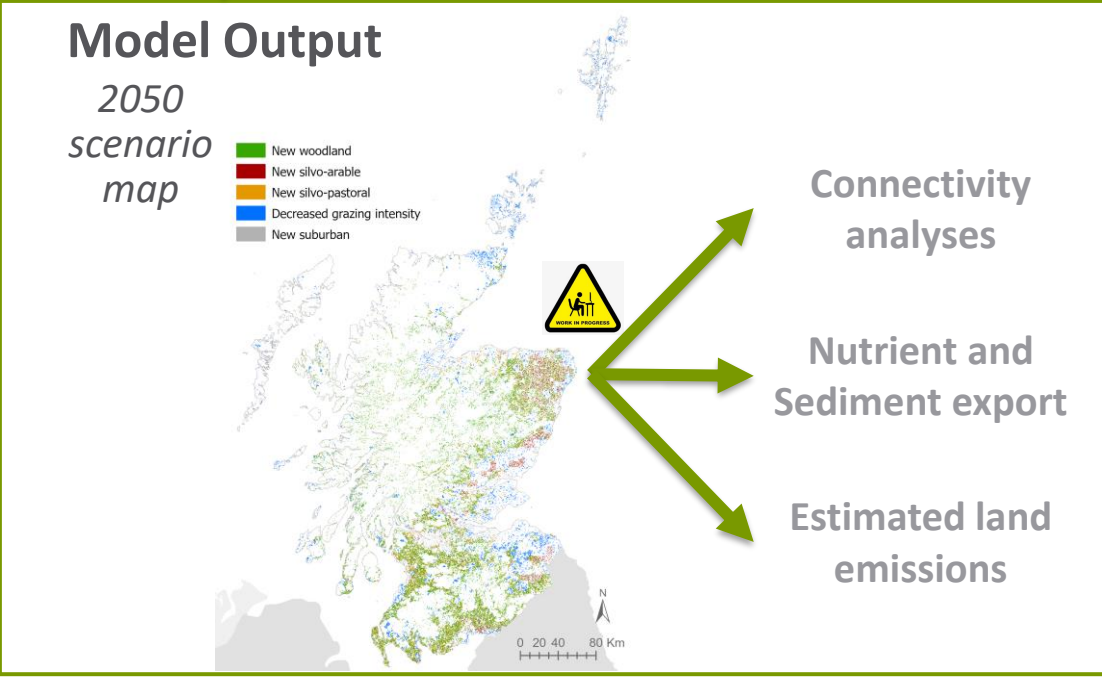 Model Output
2050
scenario
map
New woodland
New silvo-arable
New silvo-pastoral
Decreased grazing intensity
New suburban
WORK IN PROGRESS
Connectivity
analyses
Nutrient and
Sediment export
Estimated land
emissions
N
0 20 40 80 Km